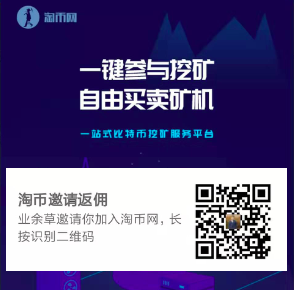 淘币网
一键参与挖矿
自由买卖矿机
一站式比特币挖矿服务平台
淘币邀请返佣
业余草邀请你加入淘币网，长
按识别二维码